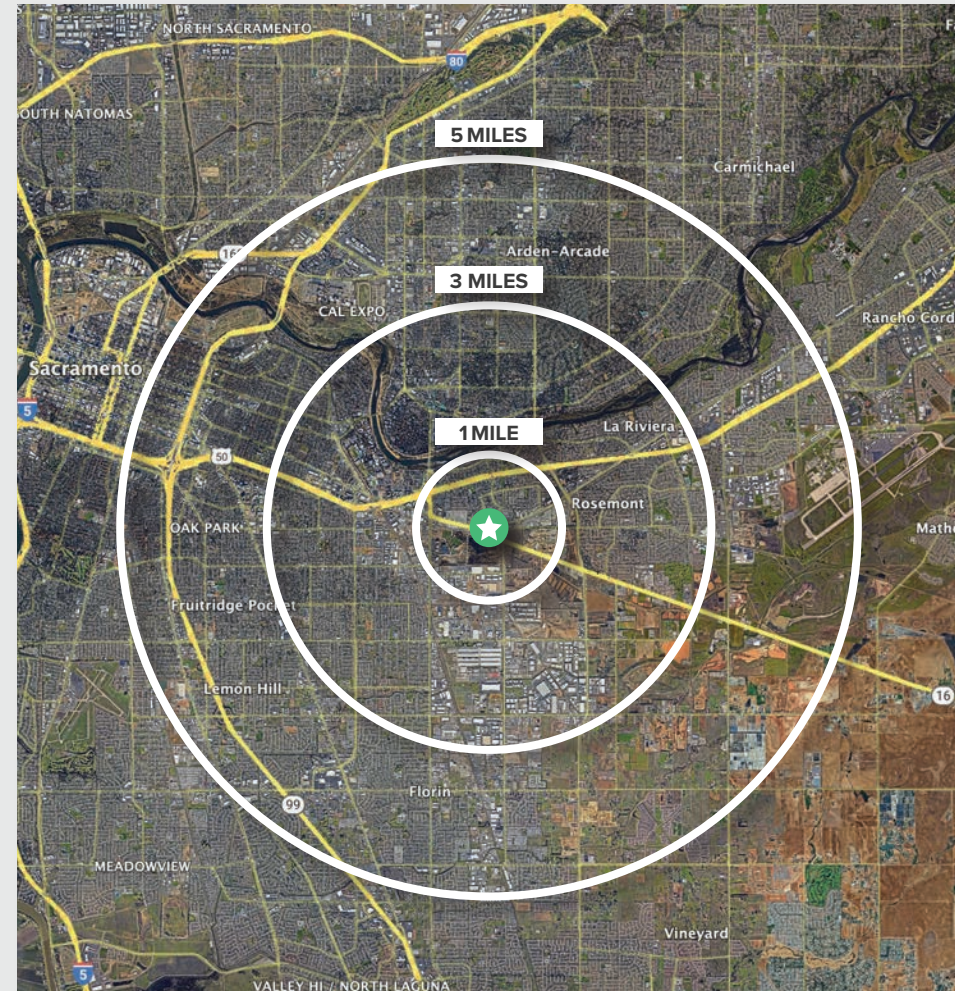 NORTH SACRAMENTO
80
SOUTH NATOMAS
5 MILES
Carmichael
Arden-Arcade
16
3 MILES
CAL EXPO
Rancho Cord
Sacramento
5
1 MILE
La Riviera
50
Rosemont
OAK PARK
Mathe
Fruitridge Pocket
Lemon Hill
16
Florin
99
MEADOWVIEW
Vineyard
5
VALLEY HI / NORTH LAGUNA